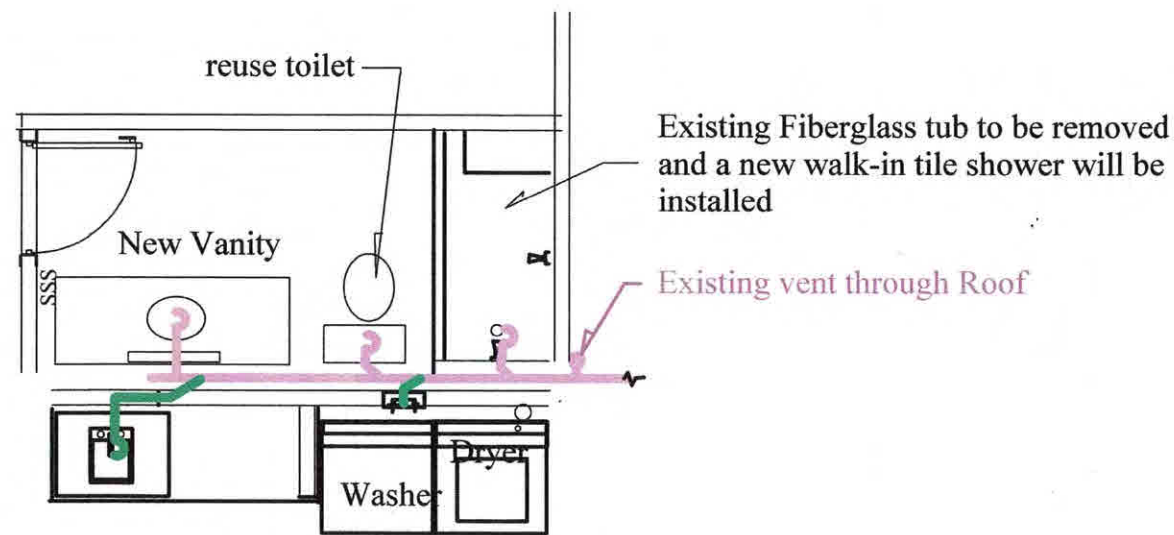 reuse toilet
Existing Fiberglass tub to be removed
and a new walk-in tile shower will be
installed
New Vanity
SSS
Existing vent through Roof
Dryer
Washer